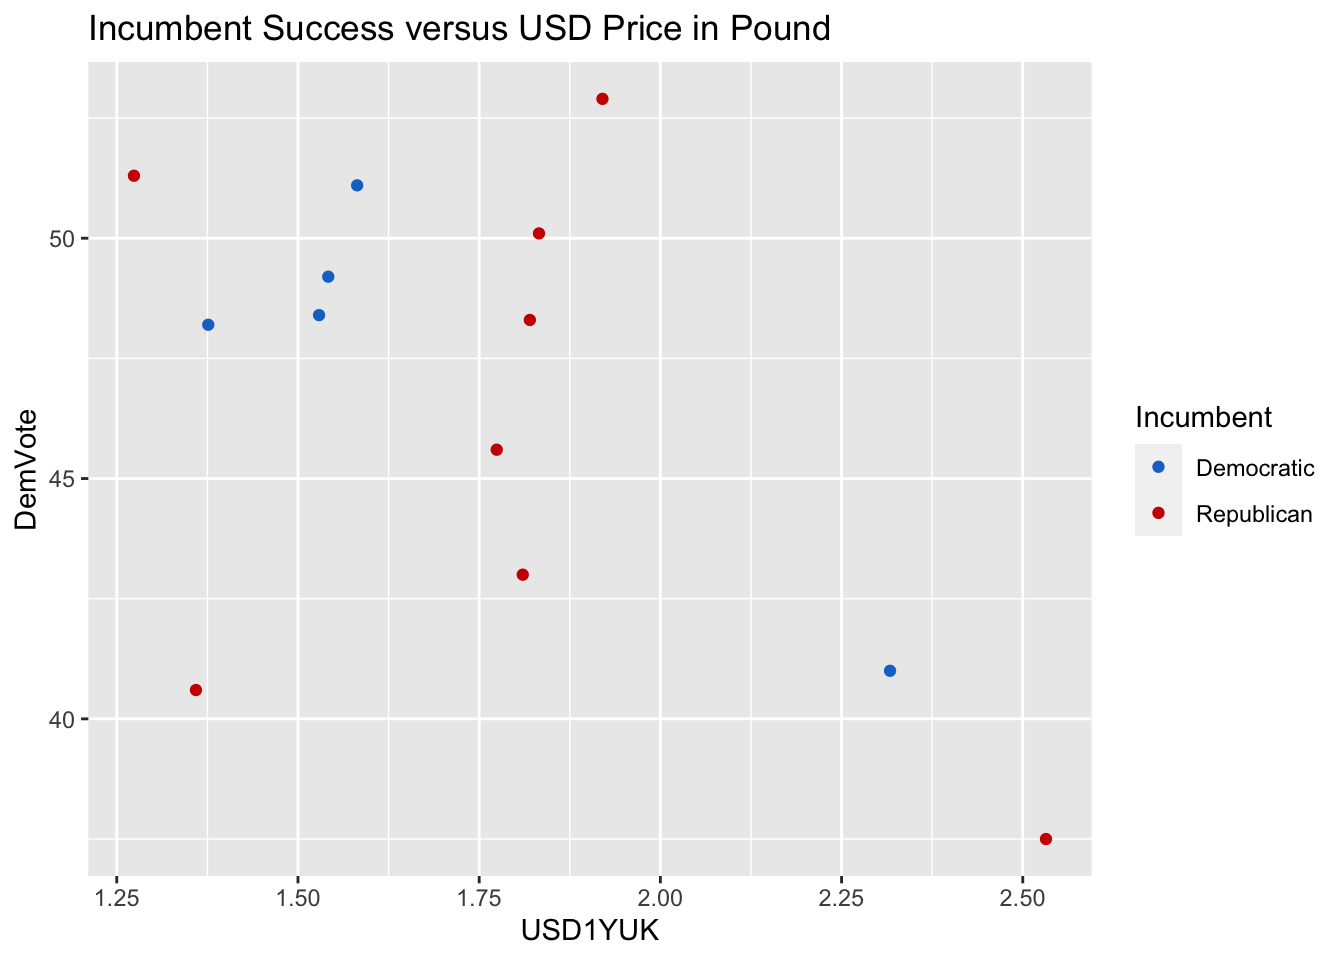 Incumbent Success versus USD Price in Pound
DemVote
50
45
40
1.25 1.50 1.75 2.00 2.25 2.50
USD1YUK
Incumbent
Democratic
Republican